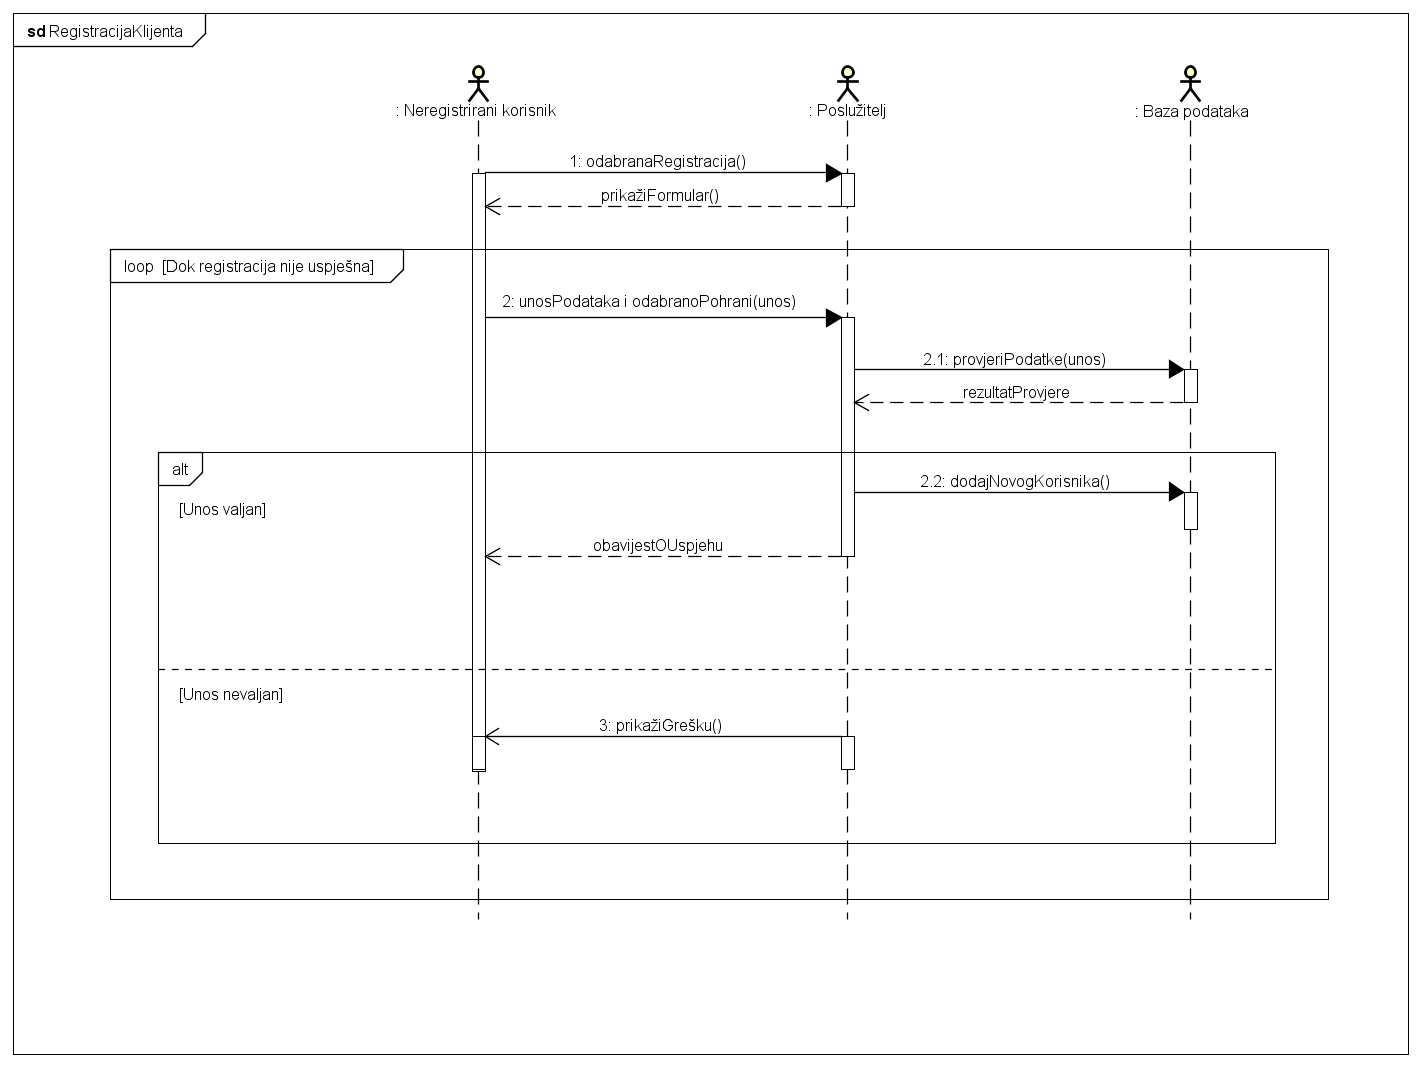 sd RegistracijaKlijenta
: Neregistrirani korisnik
: Poslužitelj
: Baza podataka
1: odabranaRegistracija()
prikažiFormular()
loop [Dok registracija nije uspješna]
2: unosPodataka i odabranoPohrani(unos)
2.1: provjeriPodatke(unos)
rezultatProvjere
alt
2.2: dodajNovogKorisnika()
[Unos valjan]
obavijestOUspjehu
[Unos nevaljan]
3: prikažiGrešku()